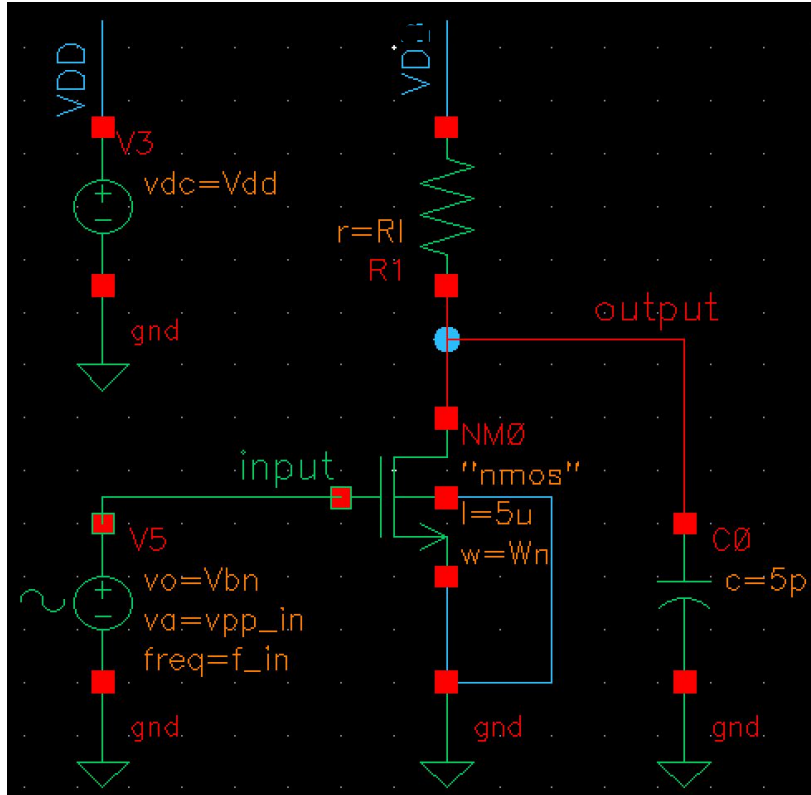 VDD
V3
vdc=Vdd
gnd
VDD
r=Rl
R1
output
input
NM0
"nmos"
l=5u
w=Wn
V5
vo=Vbn
va=vpp_in
freq=f_in
gnd
gnd
C0
c=5p
gnd